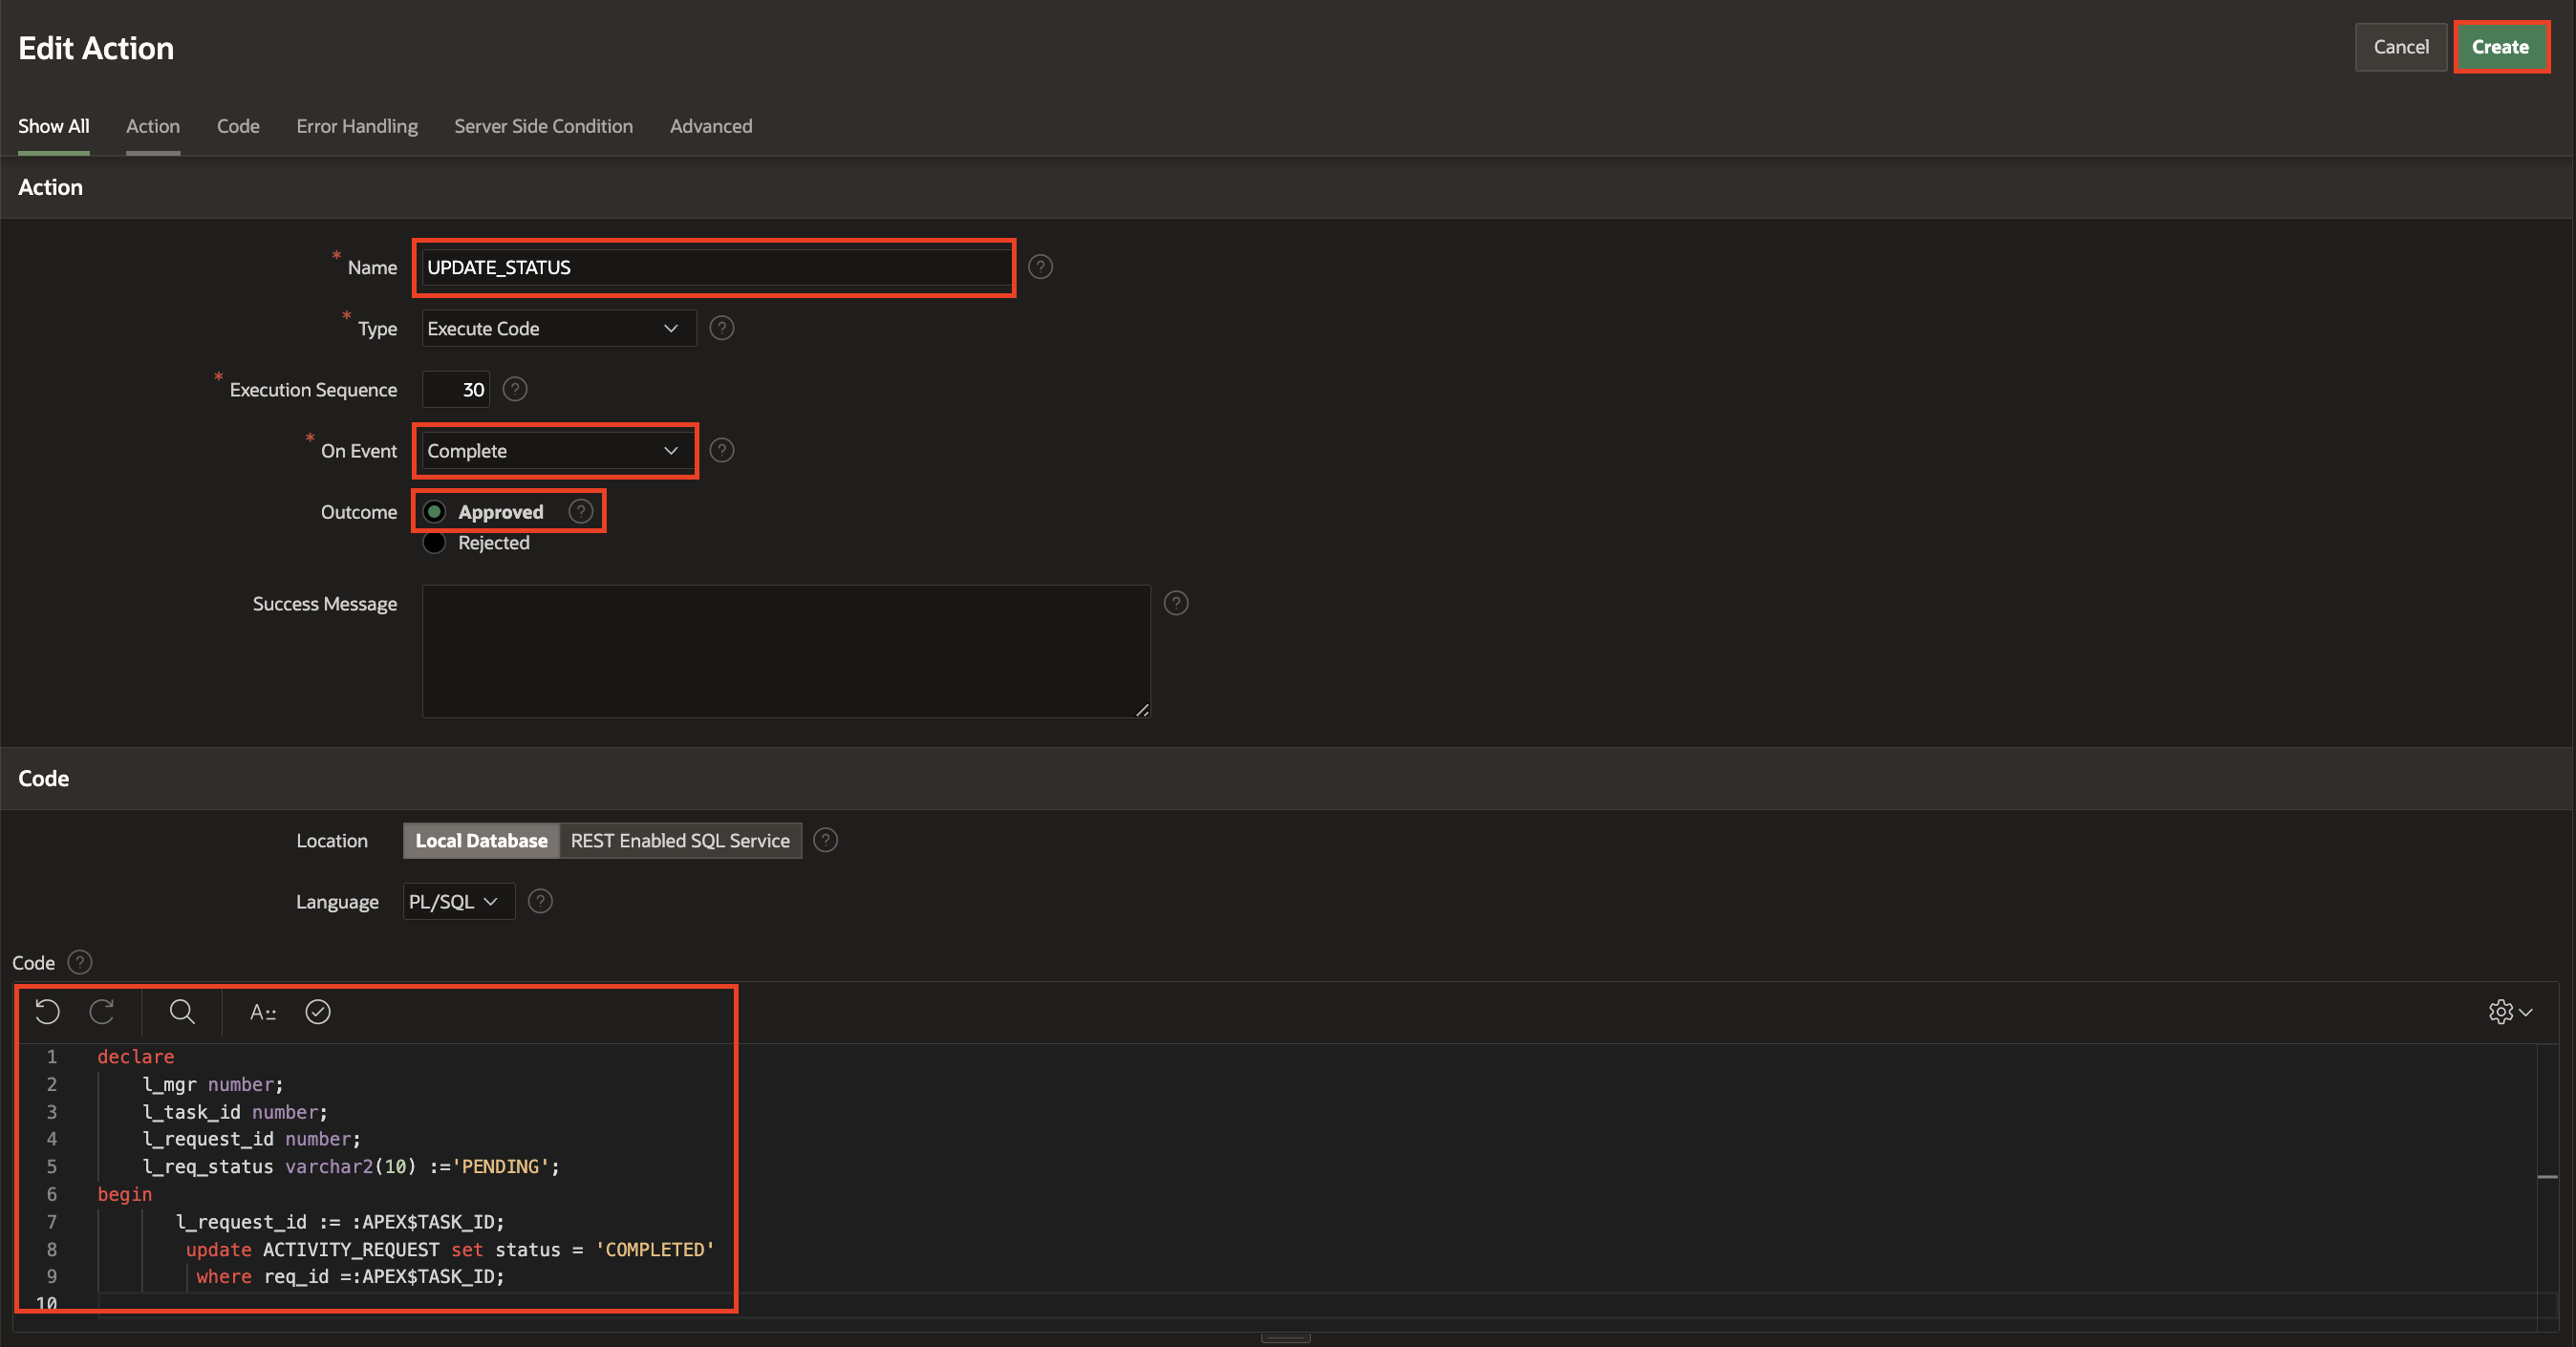 Edit Action
Cancel
Create
Show All
Action
Code
Error Handling
Server Side Condition
Advanced
Action
* Name UPDATE_STATUS ?
* Type Execute Code ?
* Execution Sequence 30 ?
* On Event Complete ?
Outcome Approved ?
Rejected
Success Message ?
Code
Location Local Database REST Enabled SQL Service ?
Language PL/SQL ?
Code ?
1 declare
2 l_mgr number;
3 l_task_id number;
4 l_request_id number;
5 l_req_status varchar2(10) :='PENDING';
6 begin
7 l_request_id := :APEX$TASK_ID;
8 update ACTIVITY_REQUEST set status = 'COMPLETED'
9 where req_id =:APEX$TASK_ID;
10